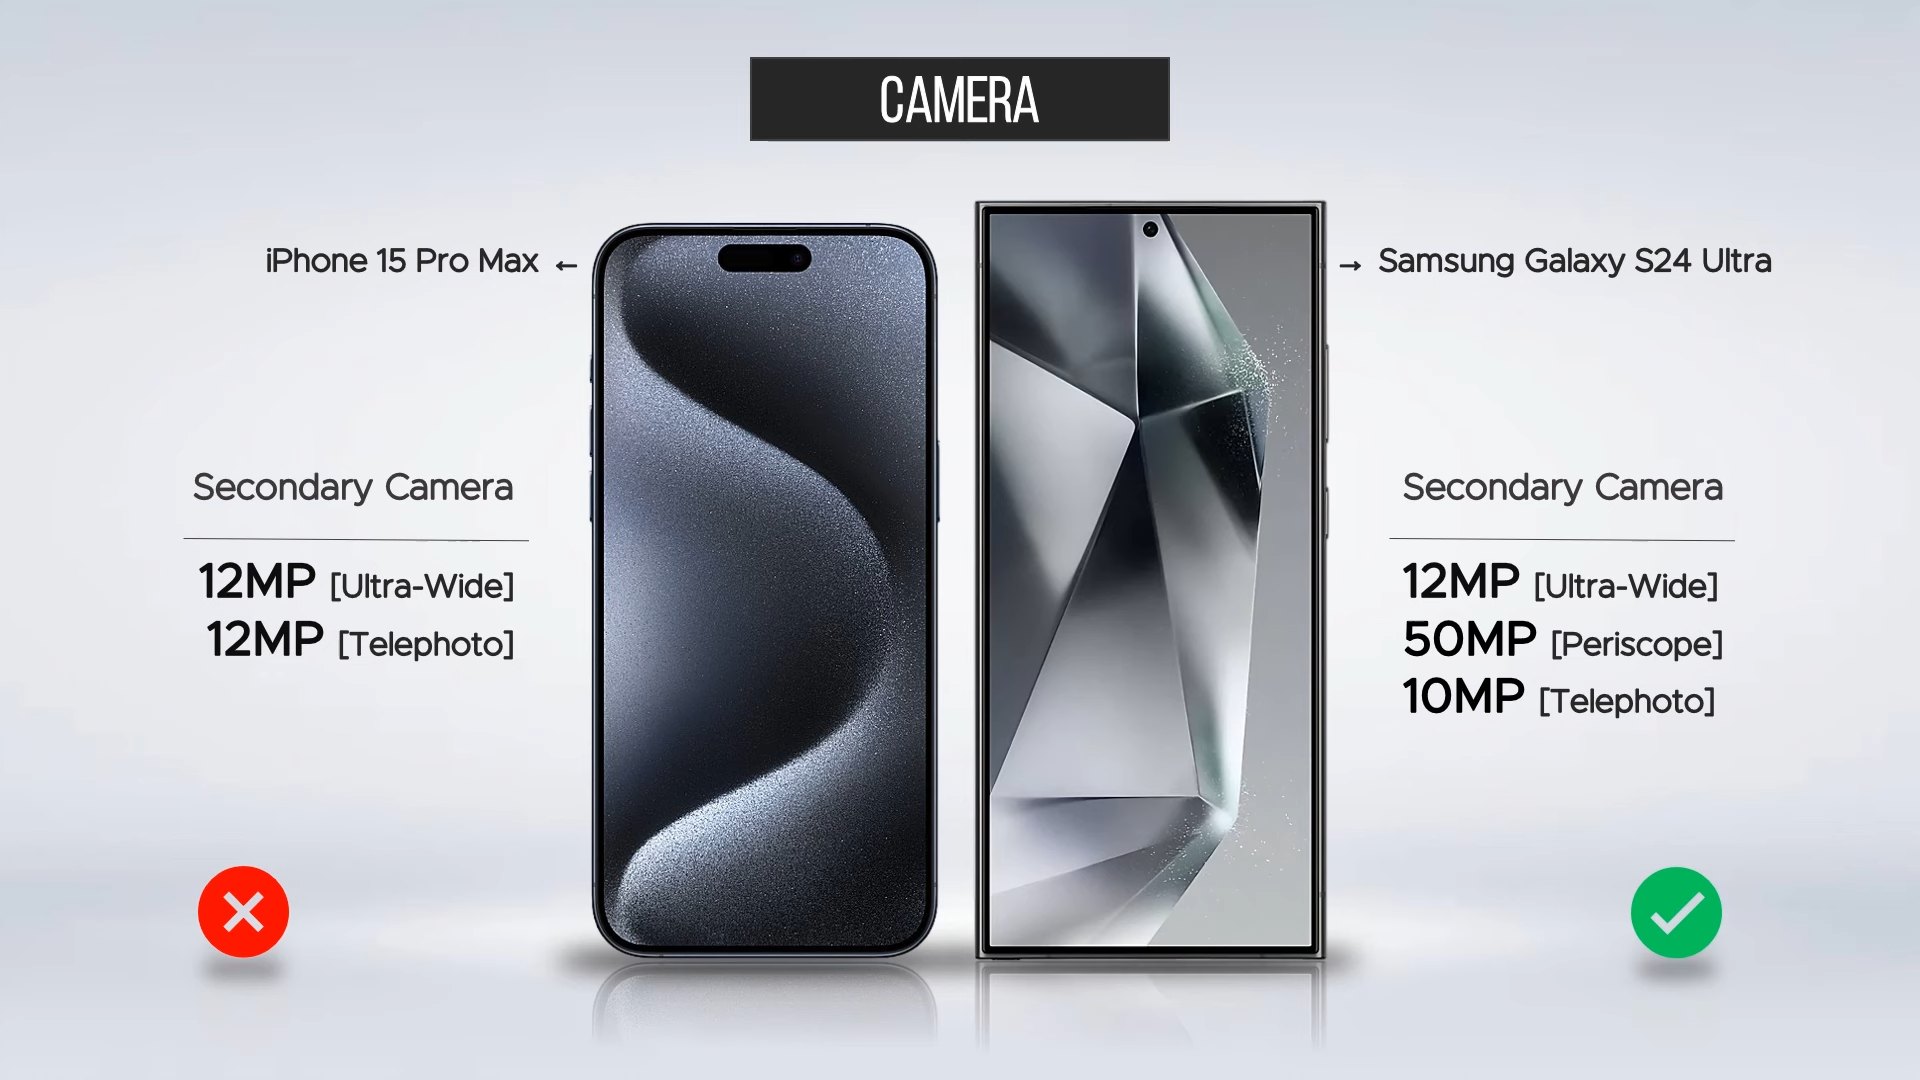 CAMERA
iPhone 15 Pro Max ←
→ Samsung Galaxy S24 Ultra
Secondary Camera
12MP [Ultra-Wide]
12MP [Telephoto]
Secondary Camera
12MP [Ultra-Wide]
50MP [Periscope]
10MP [Telephoto]